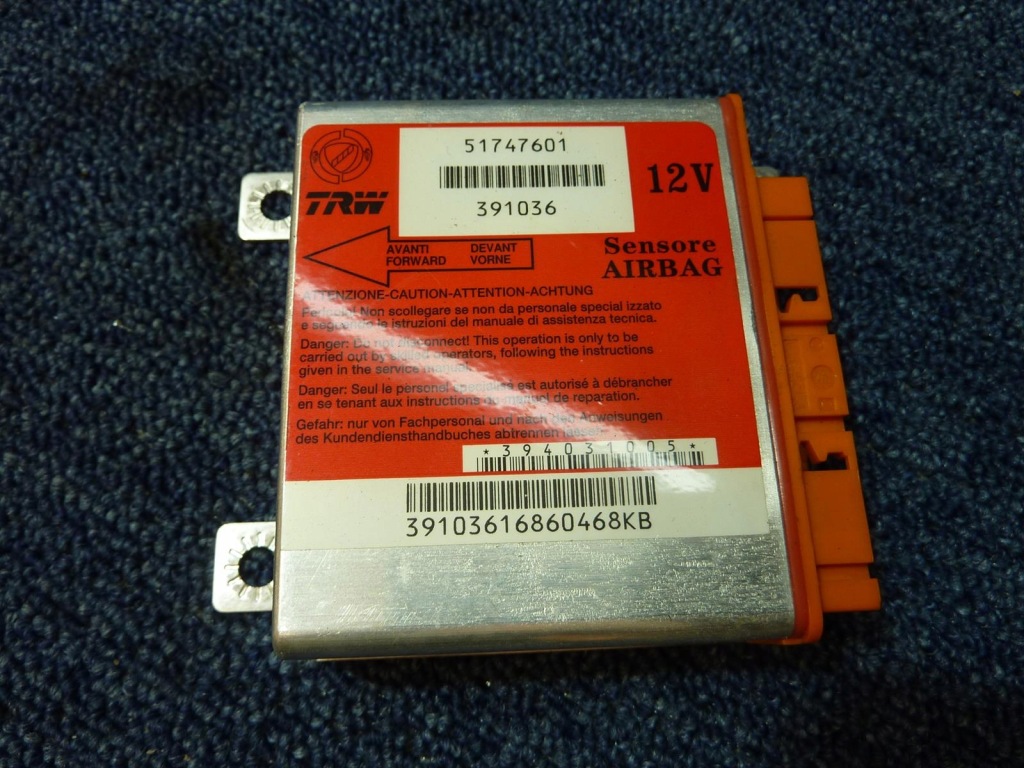 51747601
391036
12V
TRW
AVANTI DEVANT
FORWARD VORNE
Sensore
AIRBAG
ATTENZIONE-CAUTION-ATTENTION-ACHTUNG
Pericolo! Non scollegare se non da personale special izzato
e seguendo le istruzioni del manuale di assistenza tecnica.
Danger: Do not disconnect! This operation is only to be
carried out by skilled operators, following the instructions
given in the service manual.
Danger: Seul le personel specialisé est autorisé à débrancher
en se tenant aux instructions du manuel de reparation.
Gefahr: nur von Fachpersonal und nach den Anweisungen
des Kundendiensthandbuches abtrennen lassen.
*394031005*
39103616860468KB